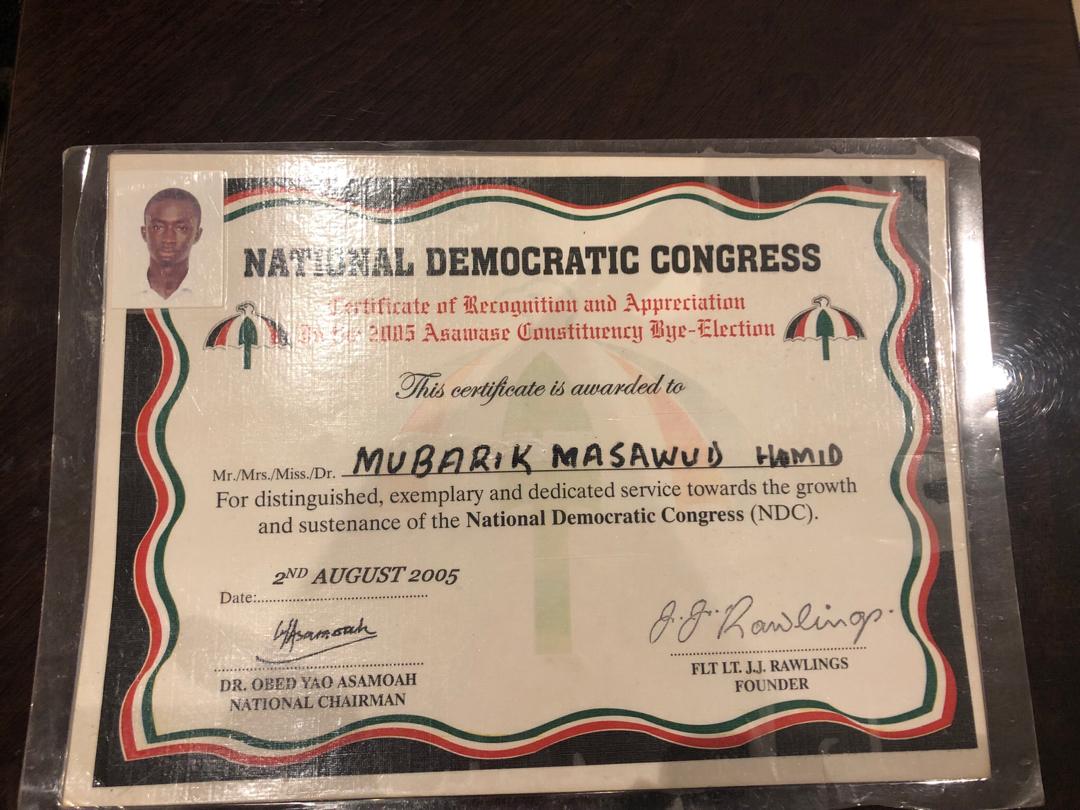 NATIONAL DEMOCRATIC CONGRESS
Certificate of Recognition and Appreciation
In the 2005 Asawase Constituency Bye-Election
This certificate is awarded to
Mr./Mrs./Miss./Dr. MUBARIK MASAWUD HAMID
For distinguished, exemplary and dedicated service towards the growth
and sustenance of the National Democratic Congress (NDC).
2ND AUGUST 2005
Date:
Asamoah
J.J. Rawlings
DR. OBED YAO ASAMOAH
NATIONAL CHAIRMAN
FLT LT. J.J. RAWLINGS
FOUNDER